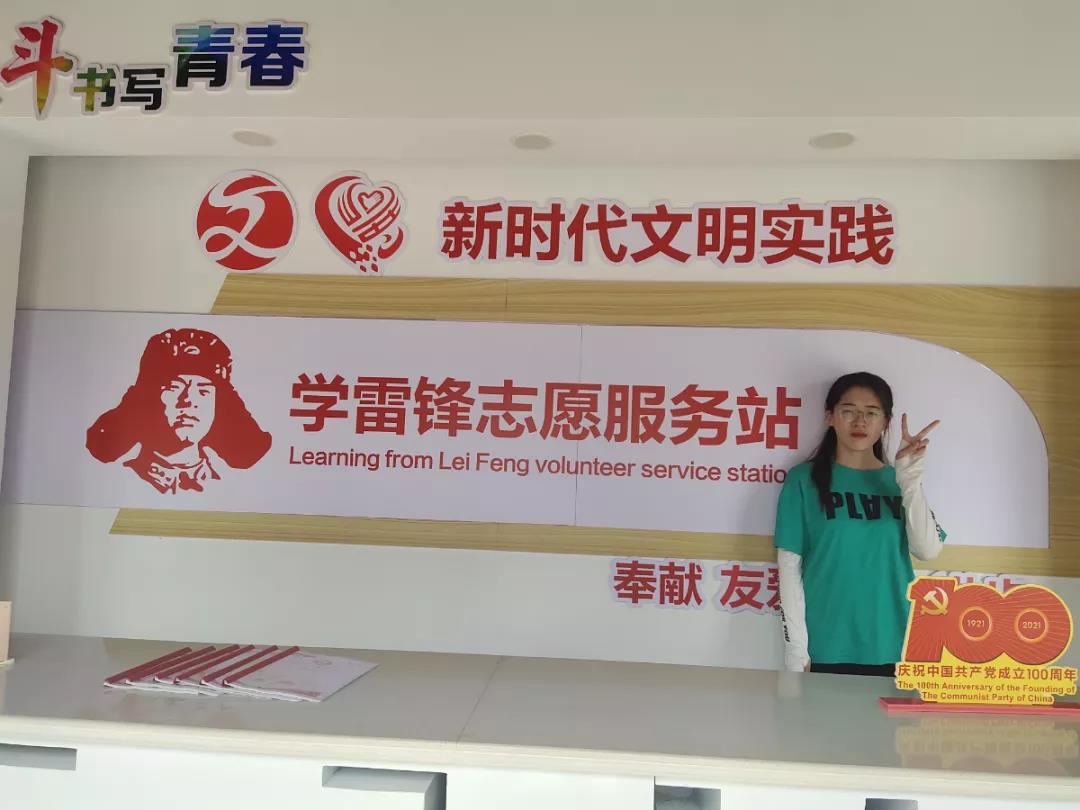 斗书写青春
文
新时代文明实践
学雷锋志愿服务站
Learning from Lei Feng volunteer service statio
奉献 友爱
PLAY
100
1921
2021
庆祝中国共产党成立100周年
The 100th Anniversary of the Founding of
The Communist Party of China